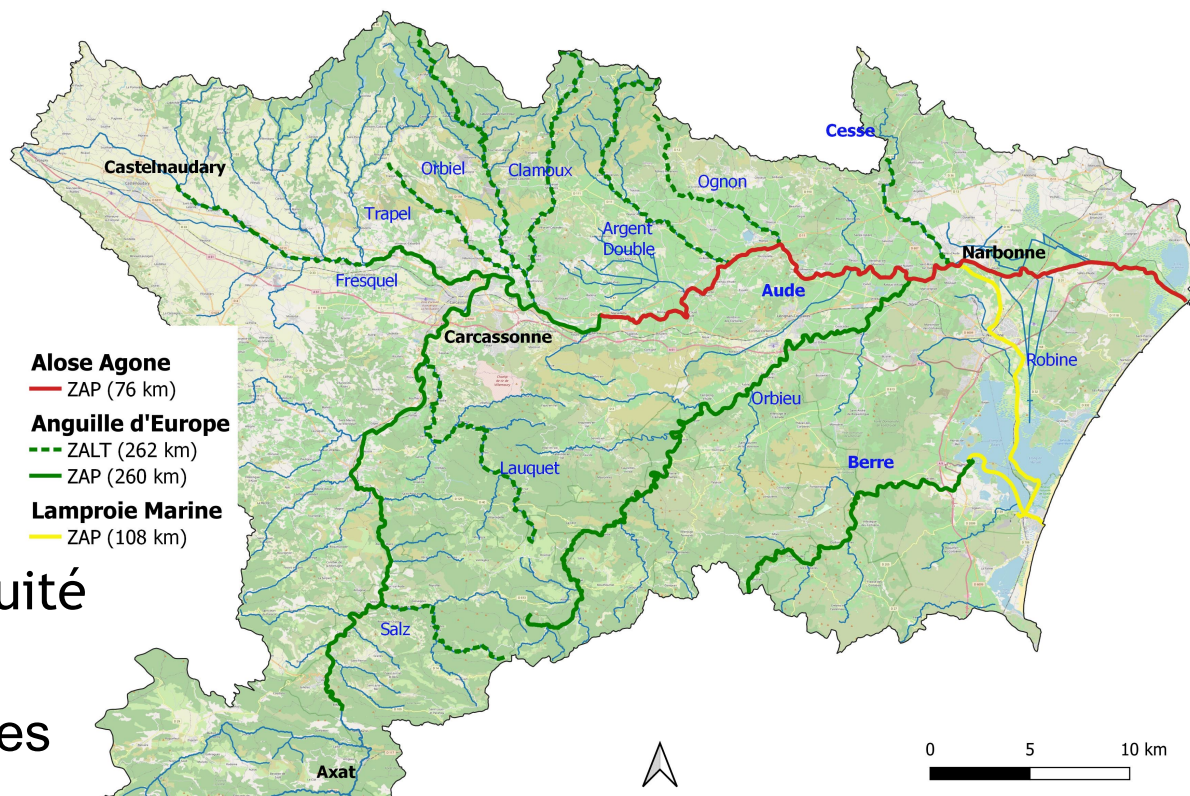 Cesse
Castelnaudary
Orbiel
Clamoux
Ognon
Trapel
Argent
Double
Narbonne
Fresquel
Aude
Carcassonne
Robine
Alose Agone
ZAP (76 km)
Orbieu
Anguille d'Europe
ZALT (262 km)
ZAP (260 km)
Lauquet
Berre
Lamproie Marine
ZAP (108 km)
uité
Salz
es
Axat
0 5 10 km